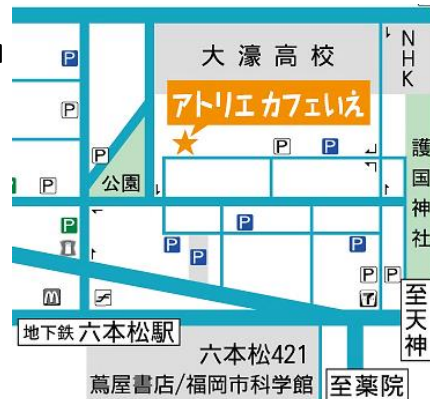 大濠高校
NHK
アトリエ カフェいえ
P
P
P
P
P
公園
P
護国神社
P
P
P
P
P
P
P
M
至天神
地下鉄 六本松駅
六本松421
蔦屋書店/福岡市科学館
至薬院